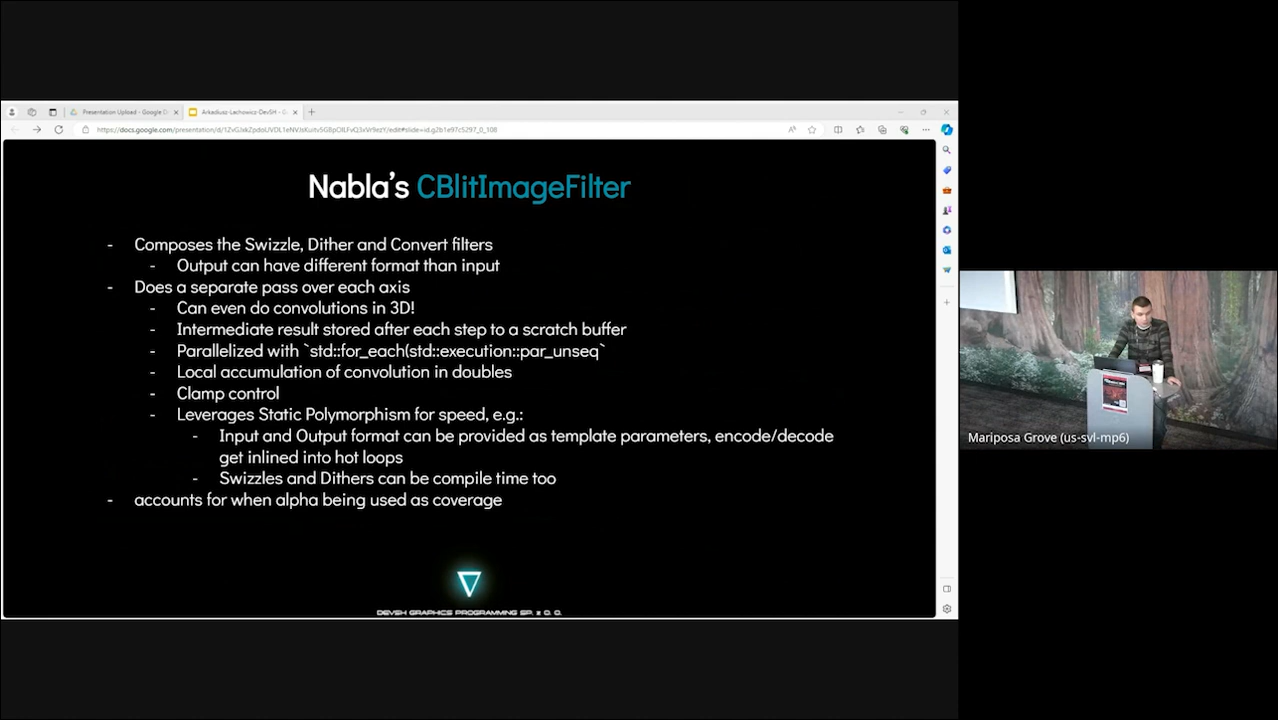 Presentation Upload - Google D
Arkadiusz-Lachowicz-DevSH - G
Nabla's CBlitImageFilter
- Composes the Swizzle, Dither and Convert filters
- Output can have different format than input
- Does a separate pass over each axis
- Can even do convolutions in 3D!
- Intermediate result stored after each step to a scratch buffer
- Parallelized with `std::for_each(std::execution::par_unseq`
- Local accumulation of convolution in doubles
- Clamp control
- Leverages Static Polymorphism for speed, e.g.:
- Input and Output format can be provided as template parameters, encode/decode
get inlined into hot loops
- Swizzles and Dithers can be compile time too
- accounts for when alpha being used as coverage
DEVSH GRAPHICS PROGRAMMING SP. z O. O.
Mariposa Grove (us-svl-mp6)